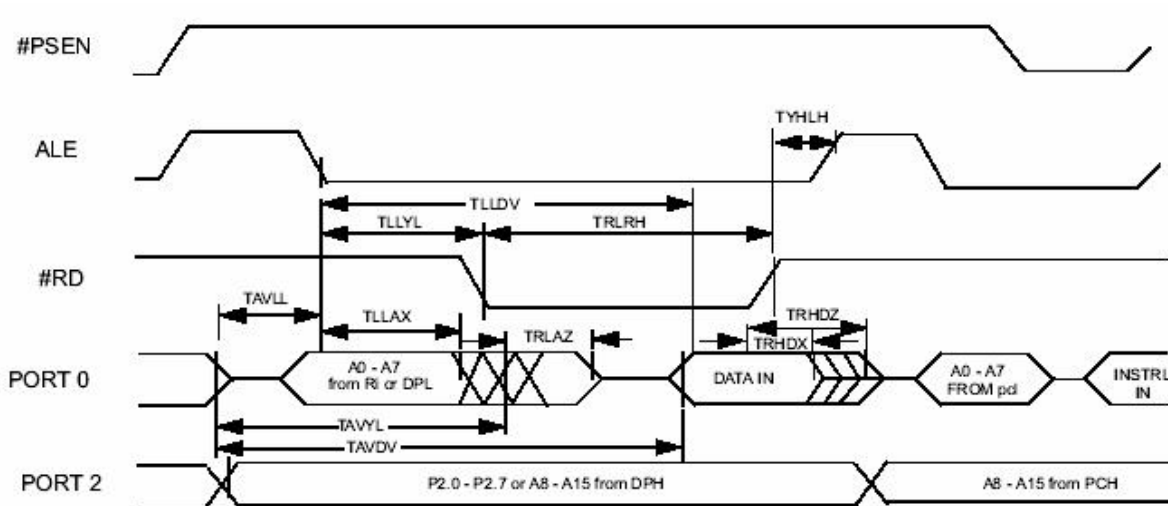 #PSEN
TYHLH
ALE
TLLDV
TLLYL
TRLRH
#RD
TAVLL
TLLAX
TRLAZ
TRHDZ
TRHDX
PORT 0
A0 - A7
from Ri or DPL
DATA IN
A0 - A7
FROM pcl
INSTRL
IN
TAVYL
TAVDV
PORT 2
P2.0 - P2.7 or A8 - A15 from DPH
A8 - A15 from PCH